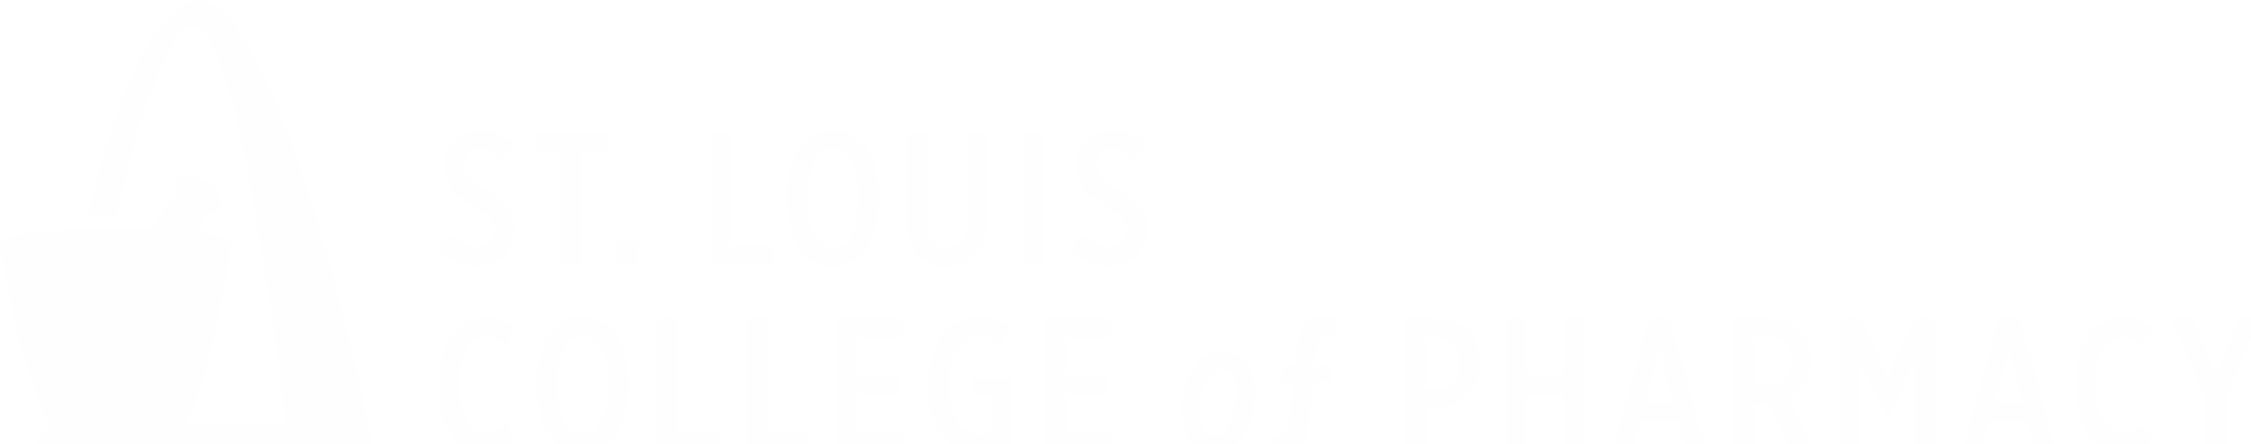 ST. LOUIS
COLLEGE of PHARMACY